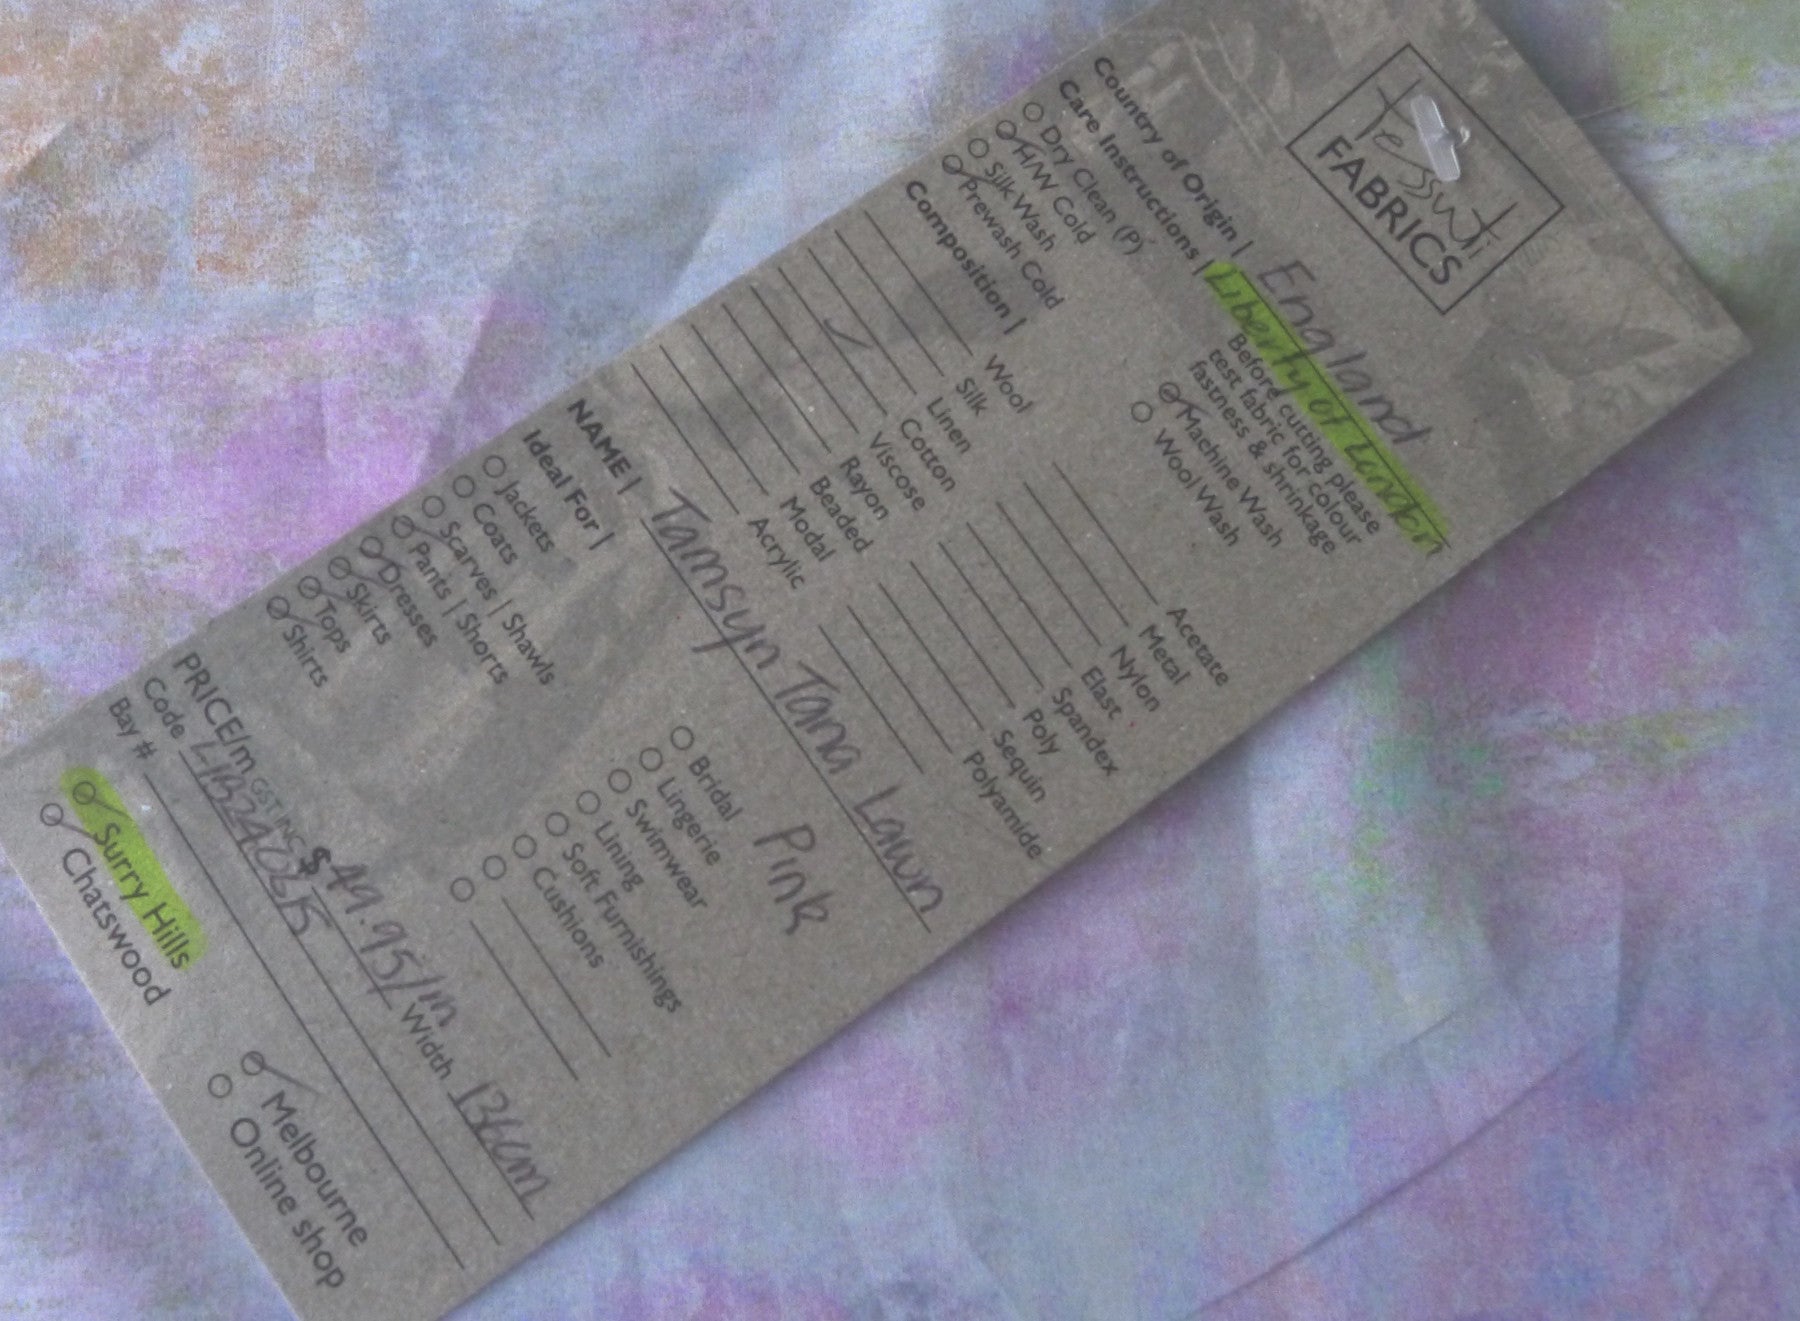 Tessuti
FABRICS
Country of Origin | England
Care Instructions | Liberty of London
Dry Clean (P)
H/W Cold
Silk Wash
Prewash Cold
Before cutting please
test fabric for colour
fastness & shrinkage
Machine Wash
Wool Wash
Composition |
Wool
Silk
Linen
Cotton
Viscose
Rayon
Beaded
Modal
Acrylic
Acetate
Metal
Nylon
Elast
Spandex
Poly
Sequin
Polyamide
NAME | Tamsyn Tana Lawn
Pink
Ideal For |
Jackets
Coats
Scarves | Shawls
Pants | Shorts
Dresses
Skirts
Tops
Shirts
Bridal
Lingerie
Swimwear
Lining
Soft Furnishings
Cushions
PRICE/m GST INC $49.95/m Width 136cm
Code LIB240615
Bay #
Surry Hills
Chatswood
Melbourne
Online shop